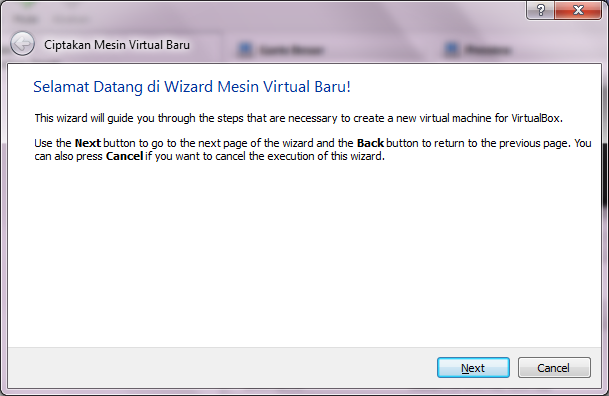 ?
Ciptakan Mesin Virtual Baru
Selamat Datang di Wizard Mesin Virtual Baru!
This wizard will guide you through the steps that are necessary to create a new virtual machine for VirtualBox.
Use the Next button to go to the next page of the wizard and the Back button to return to the previous page. You
can also press Cancel if you want to cancel the execution of this wizard.
Next
Cancel